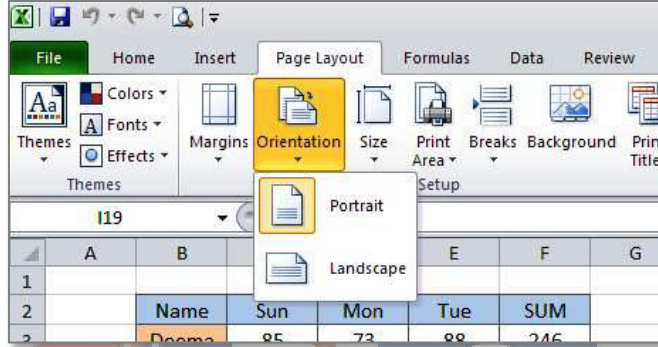 File Home Insert Page Layout Formulas Data Review
Aa Colors
A Fonts
Effects
Themes Margins Orientation Size Print Area Breaks Background
Themes Setup
Portrait
Landscape
I19
A B E F G
1
2 Name Sun Mon Tue SUM
85 73 88 246